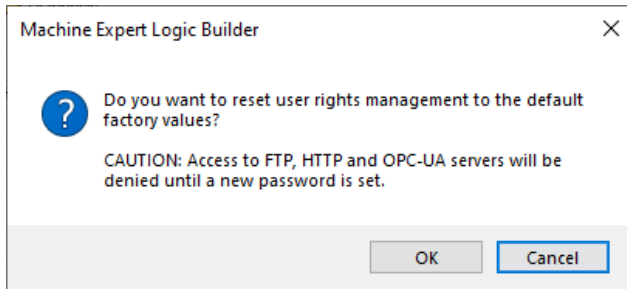 Machine Expert Logic Builder
Do you want to reset user rights management to the default
factory values?
CAUTION: Access to FTP, HTTP and OPC-UA servers will be
denied until a new password is set.
OK
Cancel